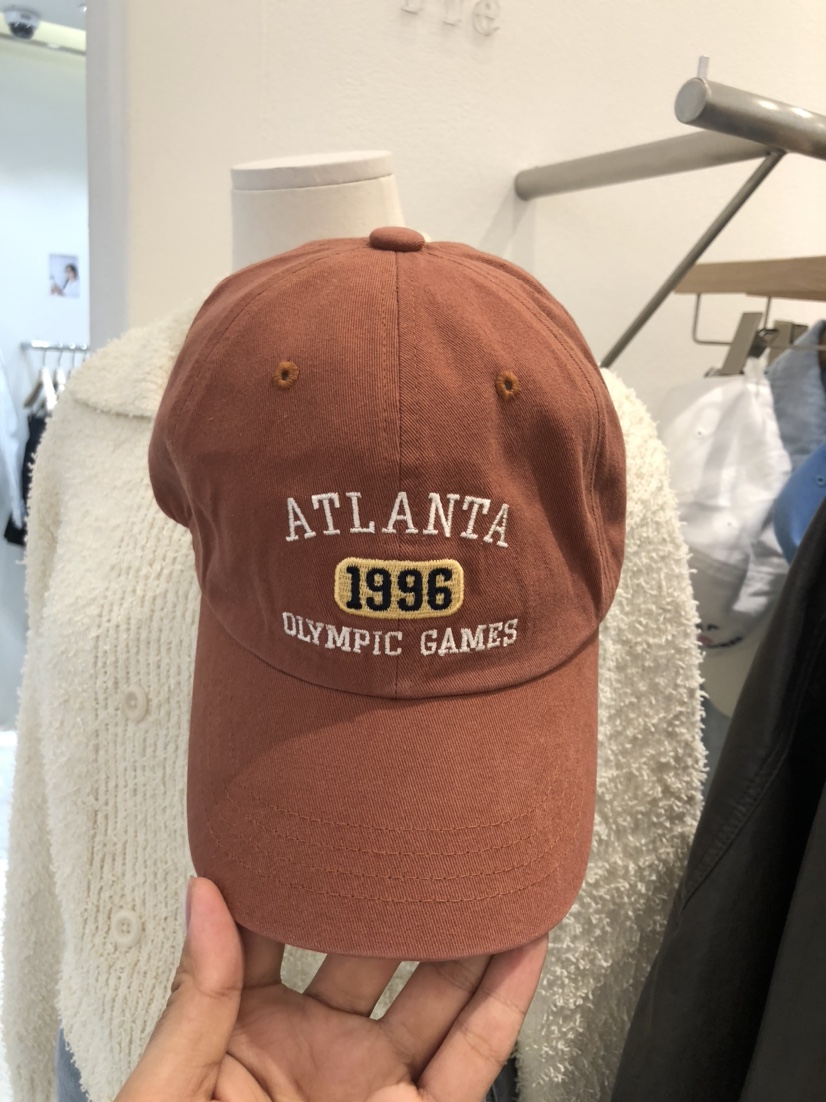 ATLANTA
1996
OLYMPIC GAMES